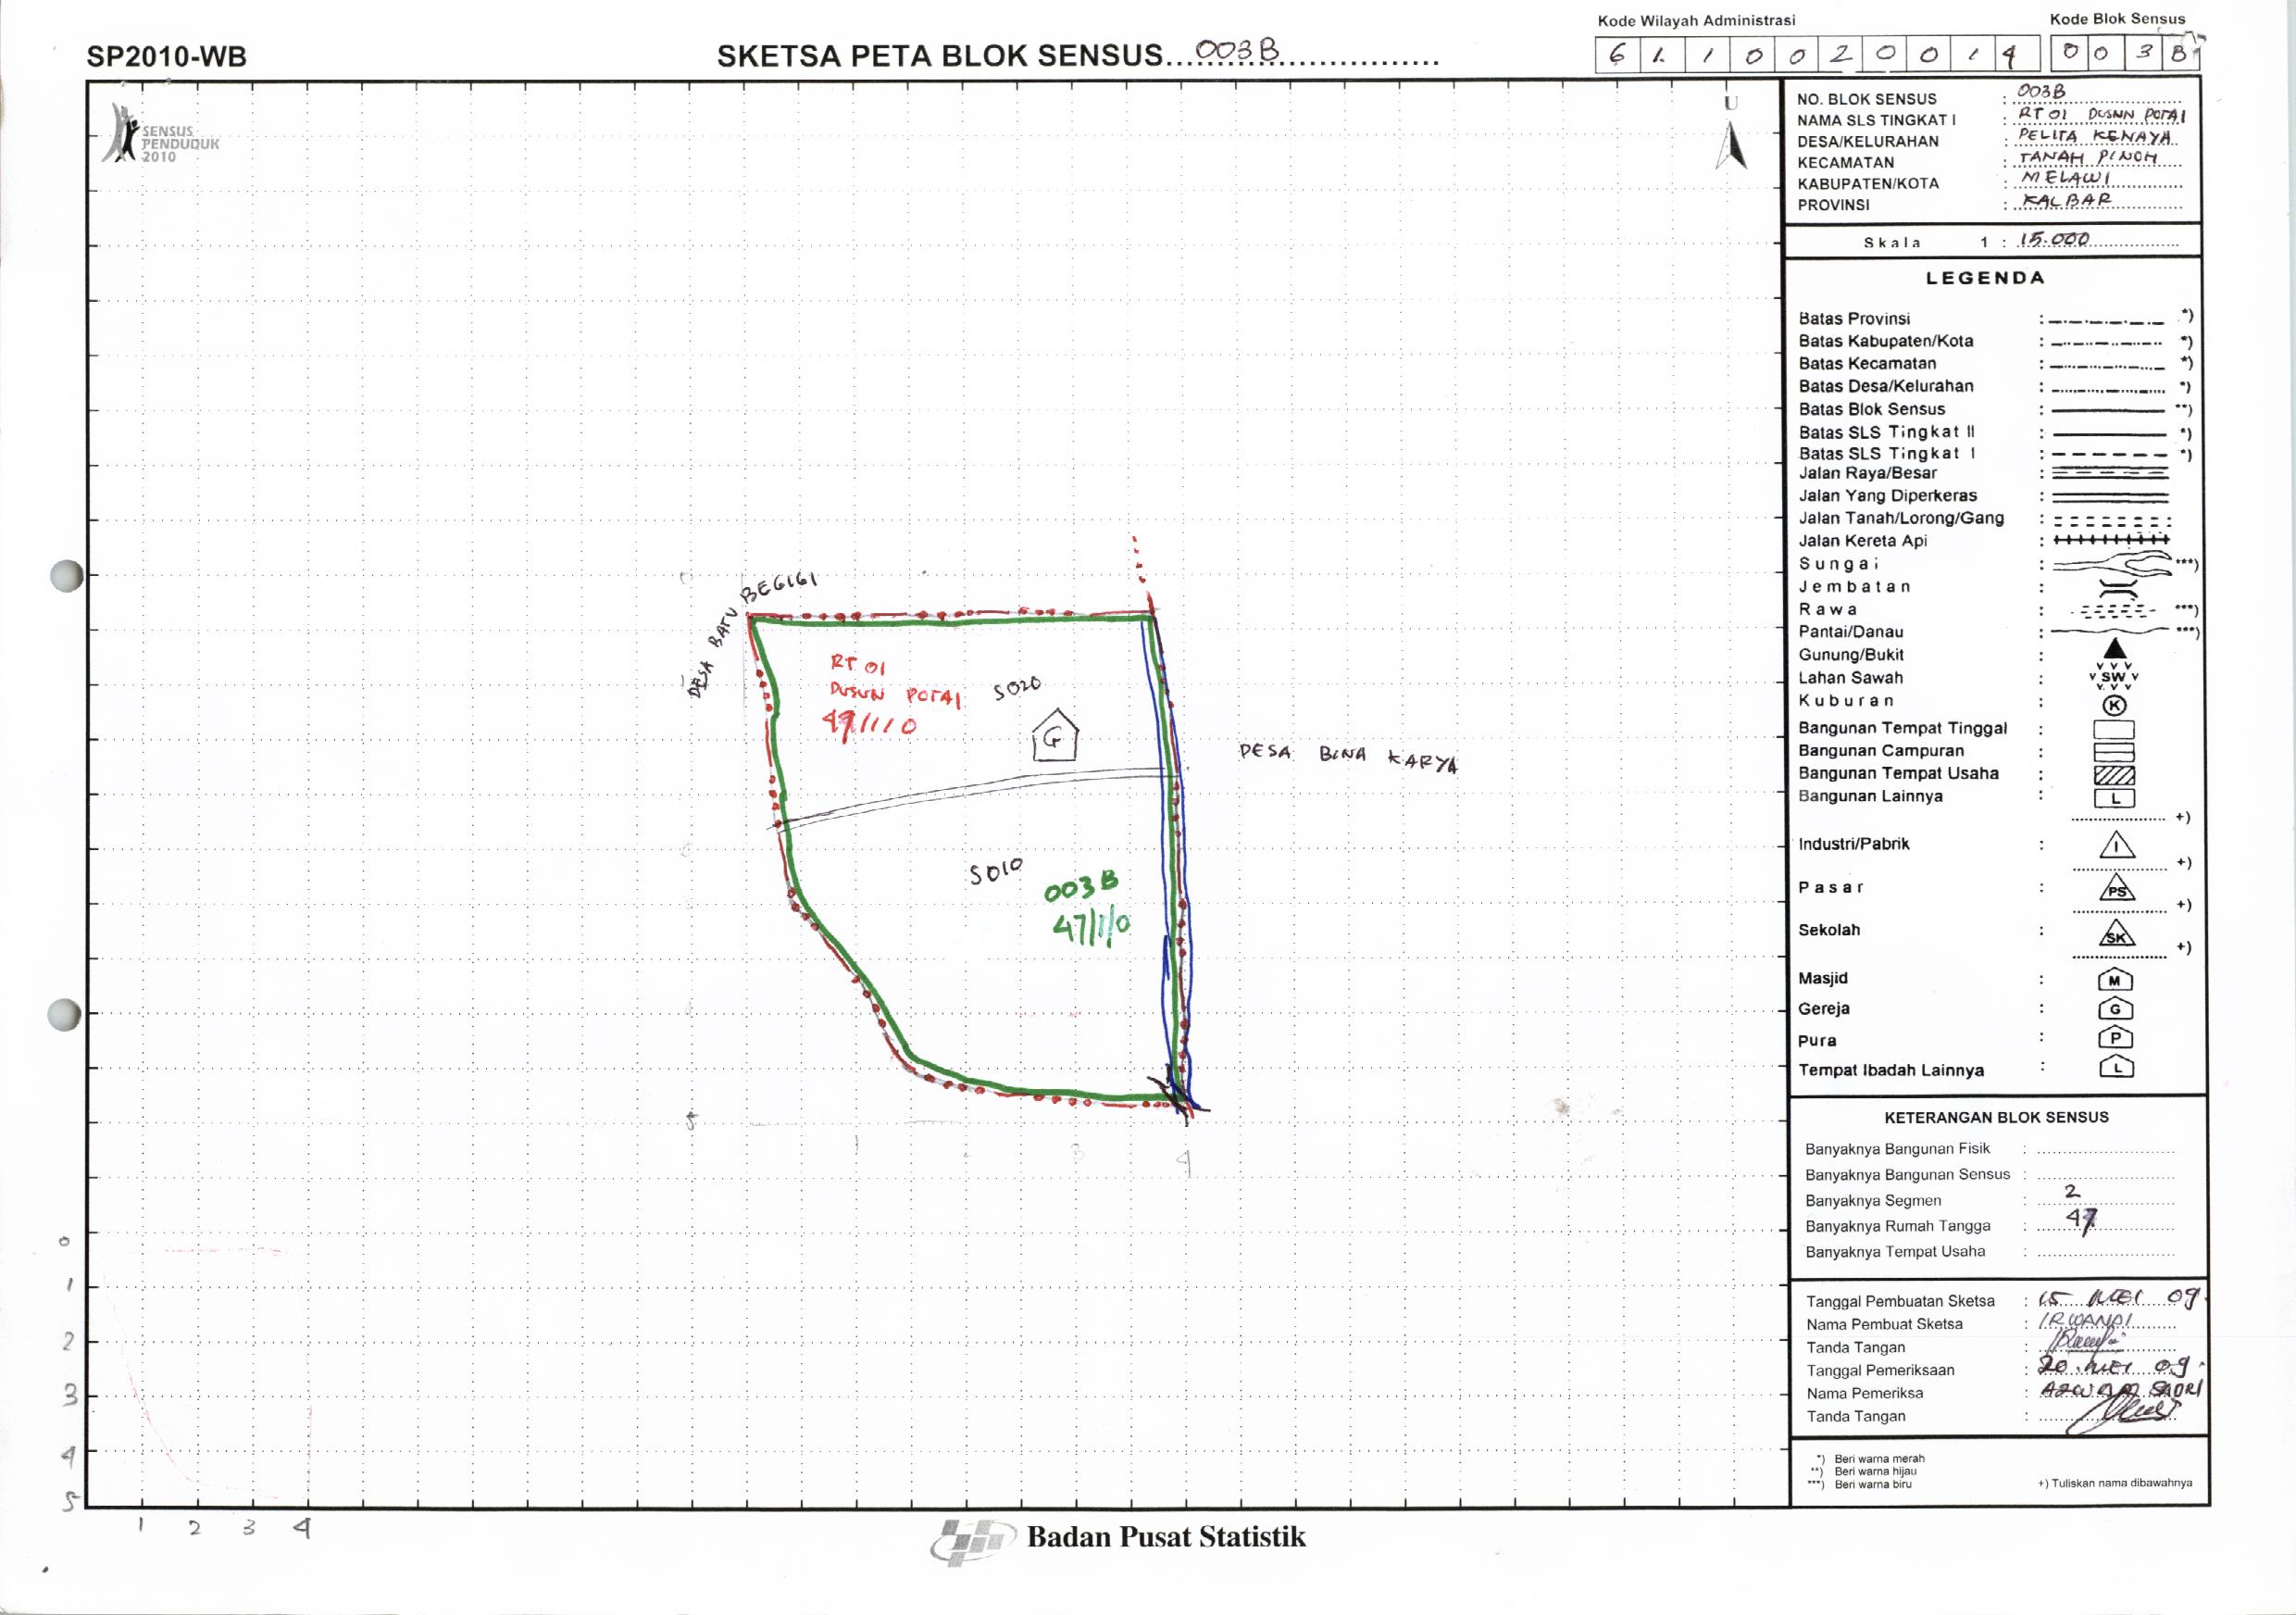 Kode Wilayah Administrasi
Kode Blok Sensus
SP2010-WB
SKETSA PETA BLOK SENSUS....003B....
6 1 1 0 0 2 0 0 1 4
0 0 3 B
SENSUS
PENDUDUK
2010
U
NO. BLOK SENSUS : 003B
NAMA SLS TINGKAT I : RT 01 DUSUN POTAI
DESA/KELURAHAN : PELITA KENAYA
KECAMATAN : TANAH PINOH
KABUPATEN/KOTA : MELAWI
PROVINSI : KALBAR
Skala 1 : 15.000
LEGENDA
Batas Provinsi : *)
Batas Kabupaten/Kota : *)
Batas Kecamatan : *)
Batas Desa/Kelurahan : *)
Batas Blok Sensus : **)
Batas SLS Tingkat II : *)
Batas SLS Tingkat I : *)
Jalan Raya/Besar :
Jalan Yang Diperkeras :
Jalan Tanah/Lorong/Gang :
Jalan Kereta Api :
Sungai : ***)
Jembatan :
Rawa : ***)
Pantai/Danau : ***)
Gunung/Bukit :
Lahan Sawah : SW
Kuburan : K
Bangunan Tempat Tinggal :
Bangunan Campuran :
Bangunan Tempat Usaha :
Bangunan Lainnya : L
+)
Industri/Pabrik : I
+)
Pasar : PS
+)
Sekolah : SK
+)
Masjid : M
Gereja : G
Pura : P
Tempat Ibadah Lainnya : L
DESA BATU BEGIGI
RT 01
DUSUN POTAI
S020
G
DESA BINA KARYA
S010
003B
47/1/0
5
1
3
4
KETERANGAN BLOK SENSUS
Banyaknya Bangunan Fisik :
Banyaknya Bangunan Sensus :
Banyaknya Segmen : 2
Banyaknya Rumah Tangga : 47
Banyaknya Tempat Usaha :
Tanggal Pembuatan Sketsa : 15 MEI 09
Nama Pembuat Sketsa : IRWANDI
Tanda Tangan :
Tanggal Pemeriksaan : 20 MEI 09
Nama Pemeriksa :
Tanda Tangan :
*) Beri warna merah
**) Beri warna hijau
***) Beri warna biru
+) Tuliskan nama dibawahnya
0
1
2
3
4
5
1 2 3 4
Badan Pusat Statistik